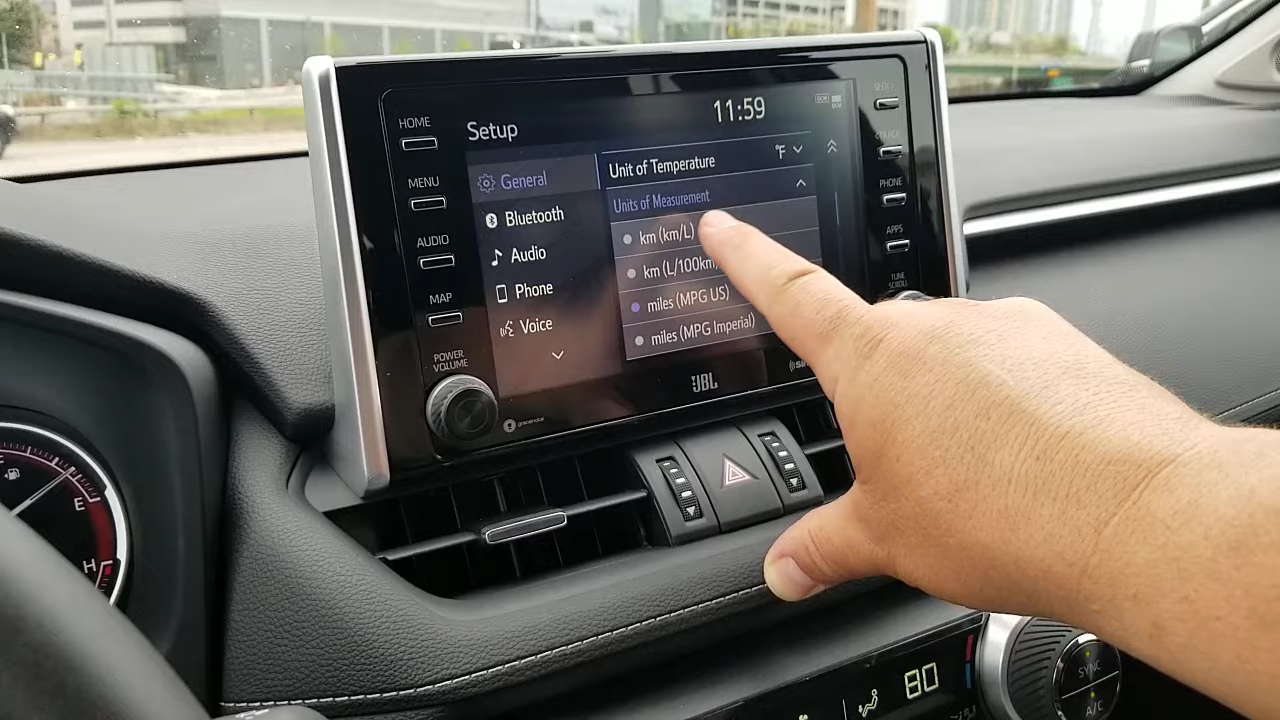 HOME
MENU
AUDIO
MAP
POWER
VOLUME
Setup
11:59
General
Bluetooth
Audio
Phone
Voice
Unit of Temperature
°F
Units of Measurement
km (km/L)
km (L/100km
miles (MPG US)
miles (MPG Imperial)
JBL
gracenote
PHONE
APPS
TUNE
SCROLL
E
H
80
SYNC
A/C